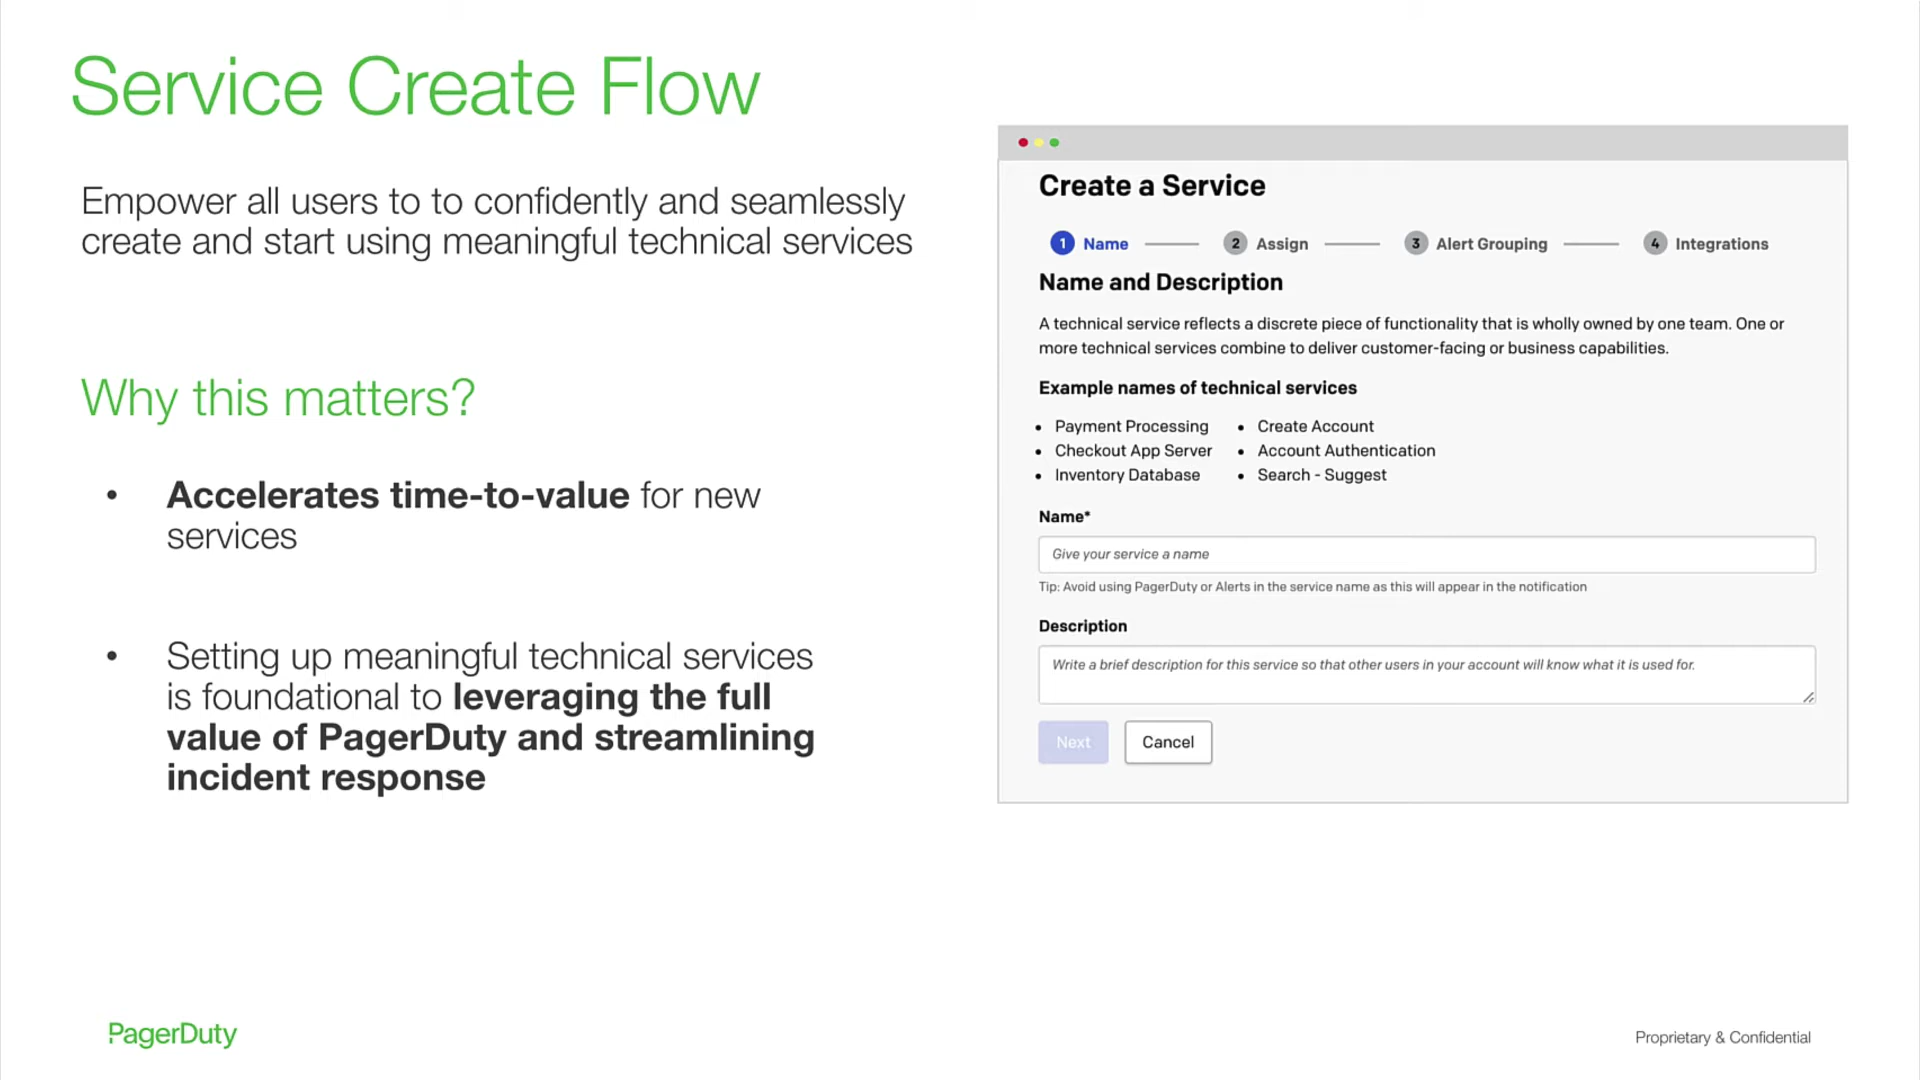 Service Create Flow
Empower all users to to confidently and seamlessly
create and start using meaningful technical services
Why this matters?
• Accelerates time-to-value for new
services
• Setting up meaningful technical services
is foundational to leveraging the full
value of PagerDuty and streamlining
incident response
Create a Service
1 Name 2 Assign 3 Alert Grouping 4 Integrations
Name and Description
A technical service reflects a discrete piece of functionality that is wholly owned by one team. One or
more technical services combine to deliver customer-facing or business capabilities.
Example names of technical services
• Payment Processing • Create Account
• Checkout App Server • Account Authentication
• Inventory Database • Search - Suggest
Name*
Give your service a name
Tip: Avoid using PagerDuty or Alerts in the service name as this will appear in the notification
Description
Write a brief description for this service so that other users in your account will know what it is used for.
Next Cancel
PagerDuty
Proprietary & Confidential